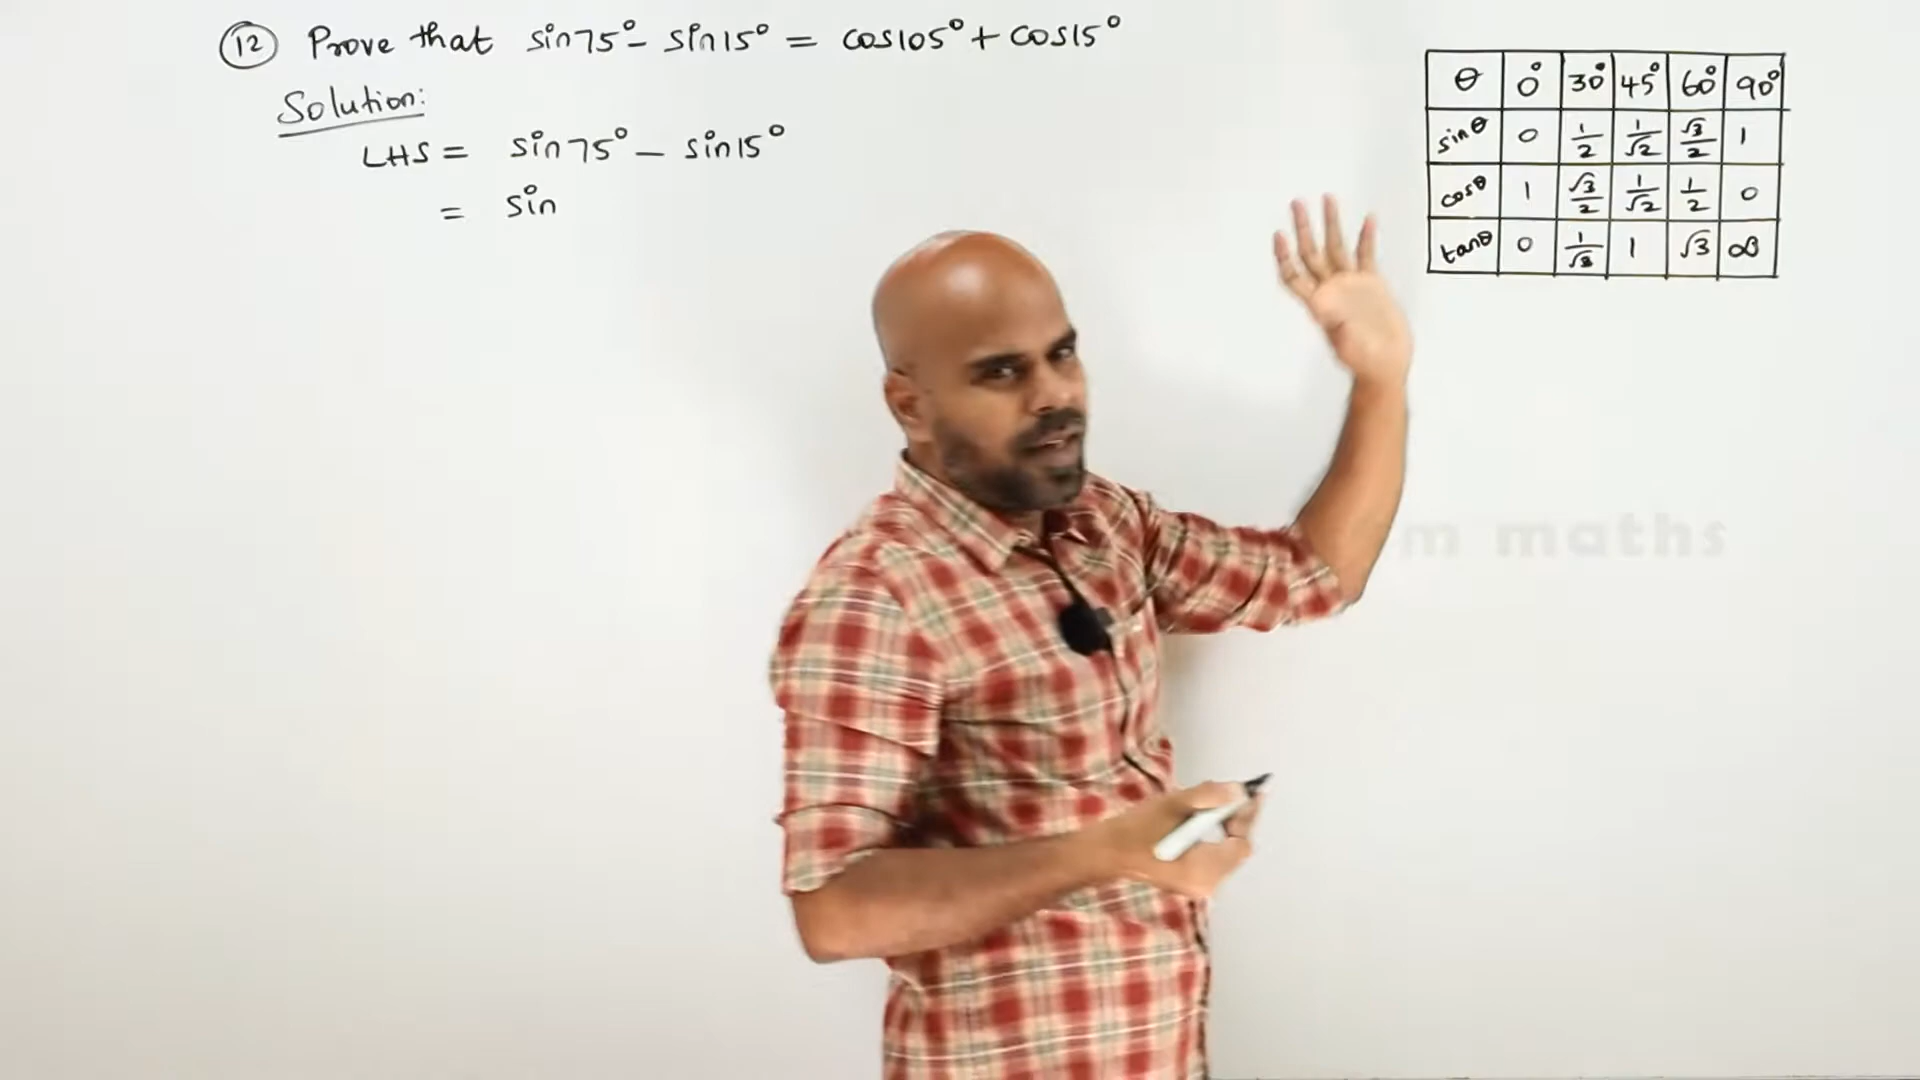 12 Prove that sin75° - sin15° = cos105° + cos15°
Solution:
LHS = sin75° - sin15°
= sin
θ 0° 30° 45° 60° 90°
sinθ 0 1/2 1/√2 √3/2 1
cosθ 1 √3/2 1/√2 1/2 0
tanθ 0 1/√3 1 √3 ∞
m maths